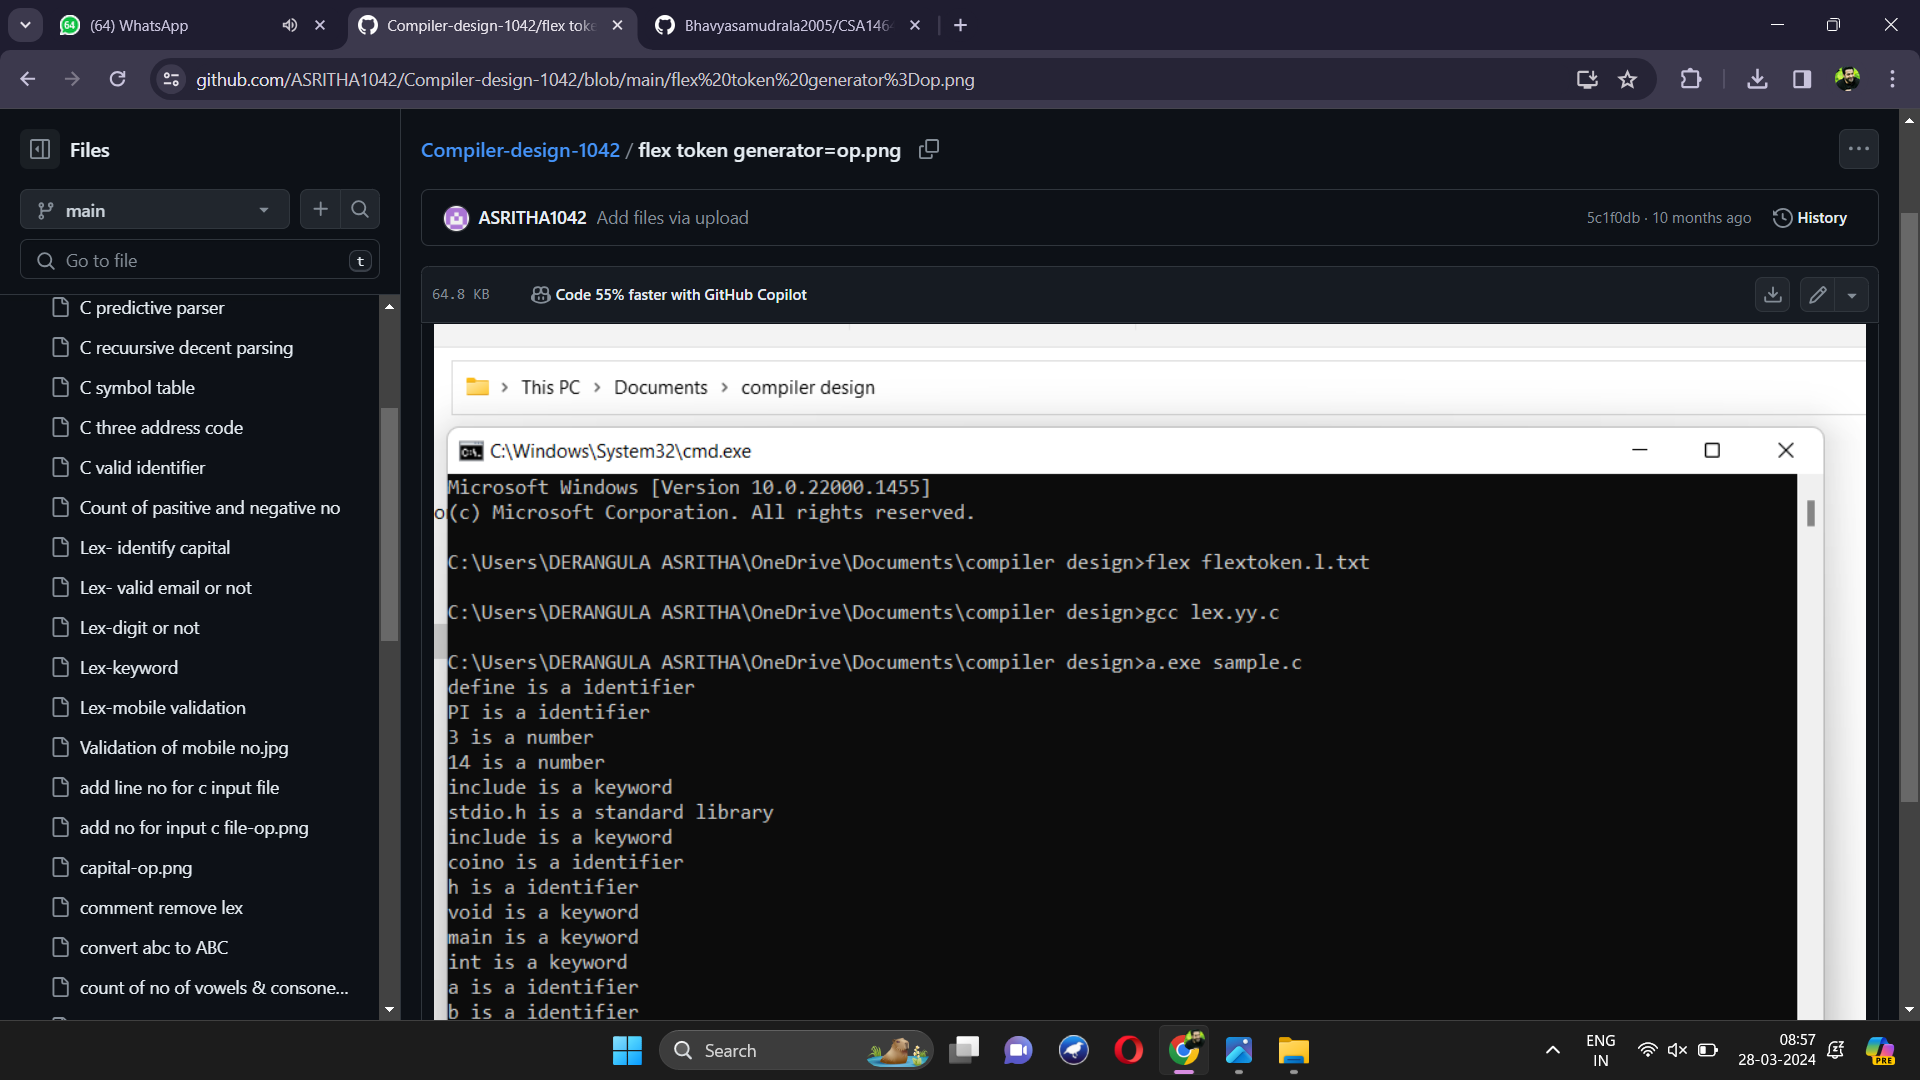 (64) WhatsApp
Compiler-design-1042/flex toke
Bhavyasamudrala2005/CSA1464
github.com/ASRITHA1042/Compiler-design-1042/blob/main/flex%20token%20generator%3Dop.png
Files
main
Go to file
t
C predictive parser
C recuursive decent parsing
C symbol table
C three address code
C valid identifier
Count of pasitive and negative no
Lex- identify capital
Lex- valid email or not
Lex-digit or not
Lex-keyword
Lex-mobile validation
Validation of mobile no.jpg
add line no for c input file
add no for input c file-op.png
capital-op.png
comment remove lex
convert abc to ABC
count of no of vowels & consone...
Compiler-design-1042 / flex token generator=op.png
ASRITHA1042 Add files via upload
5c1f0db · 10 months ago
History
64.8 KB
Code 55% faster with GitHub Copilot
This PC > Documents > compiler design
C:\Windows\System32\cmd.exe
Microsoft Windows [Version 10.0.22000.1455]
(c) Microsoft Corporation. All rights reserved.
C:\Users\DERANGULA ASRITHA\OneDrive\Documents\compiler design>flex flextoken.l.txt
C:\Users\DERANGULA ASRITHA\OneDrive\Documents\compiler design>gcc lex.yy.c
C:\Users\DERANGULA ASRITHA\OneDrive\Documents\compiler design>a.exe sample.c
define is a identifier
PI is a identifier
3 is a number
14 is a number
include is a keyword
stdio.h is a standard library
include is a keyword
coino is a identifier
h is a identifier
void is a keyword
main is a keyword
int is a keyword
a is a identifier
b is a identifier
Search
ENG
IN
08:57
28-03-2024